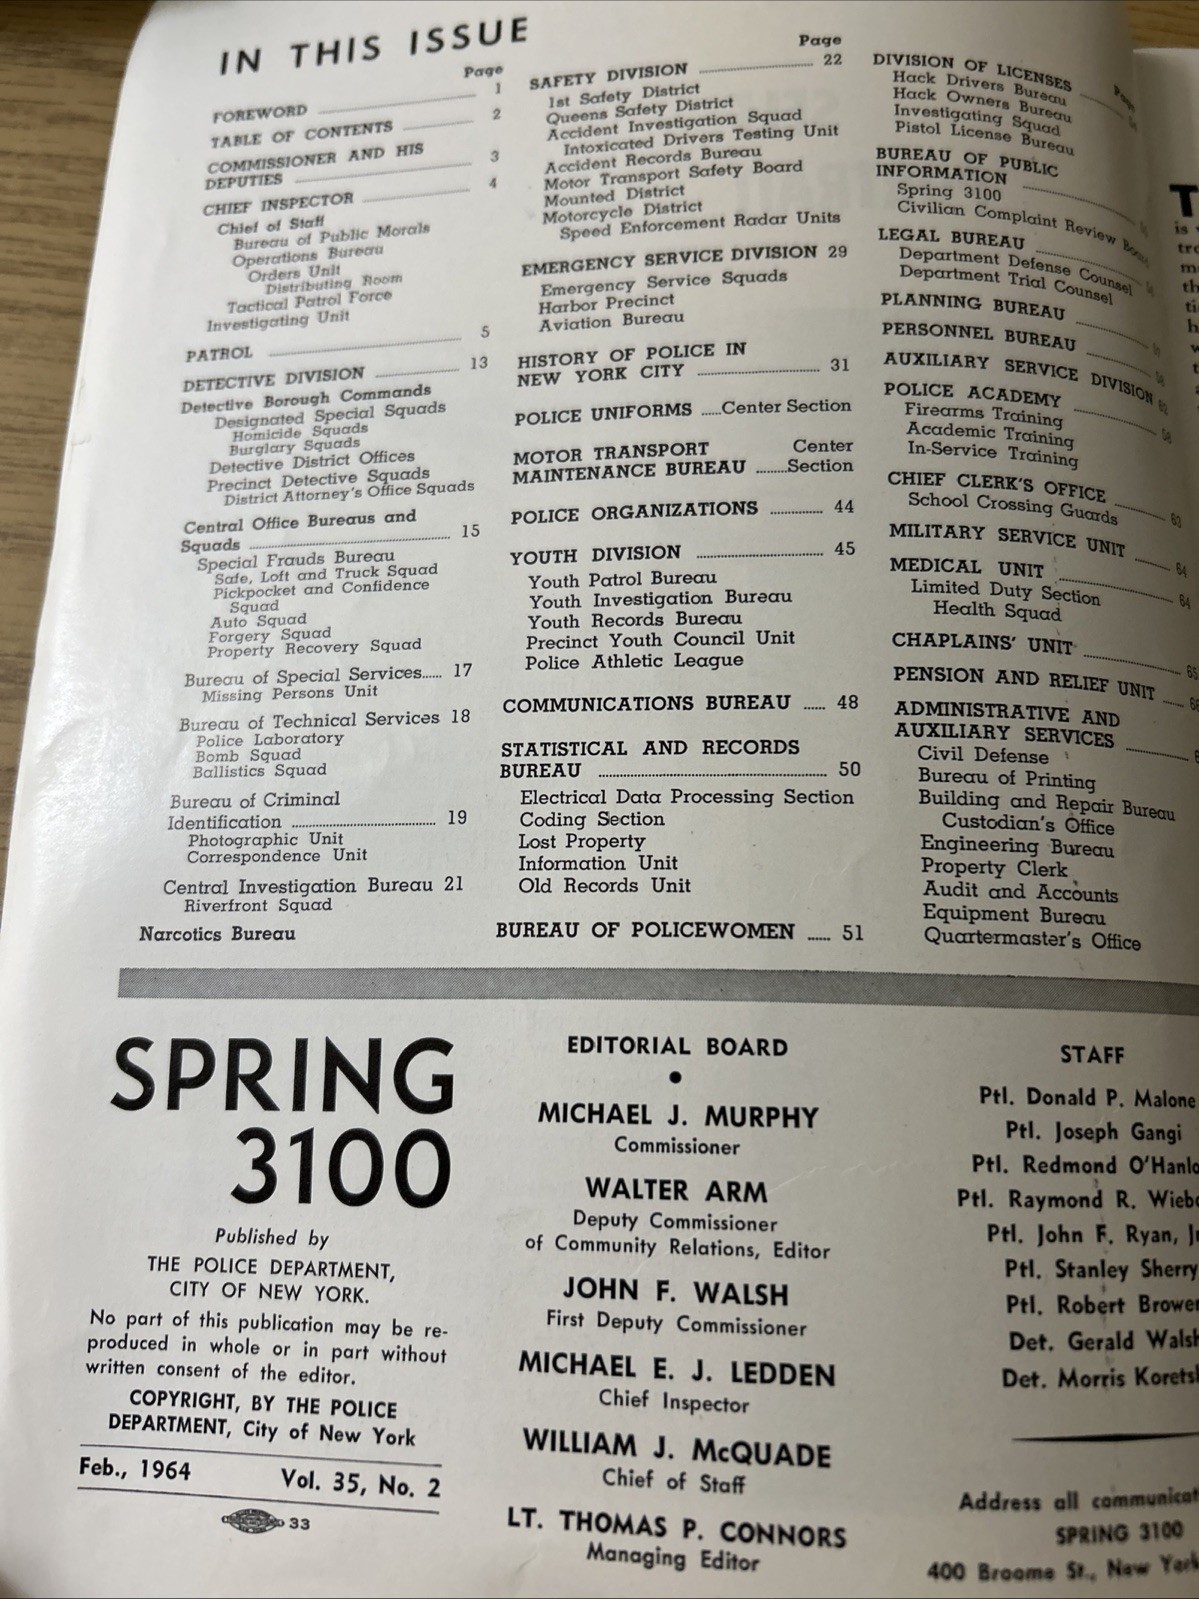 IN THIS ISSUE
Page
FOREWORD 1
TABLE OF CONTENTS 2
COMMISSIONER AND HIS
DEPUTIES 3
CHIEF INSPECTOR 4
Chief of Staff
Bureau of Public Morals
Operations Bureau
Orders Unit
Distributing Room
Tactical Patrol Force
Investigating Unit
PATROL 5
DETECTIVE DIVISION 13
Detective Borough Commands
Designated Special Squads
Homicide Squads
Burglary Squads
Detective District Offices
Precinct Detective Squads
District Attorney's Office Squads
Central Office Bureaus and
Squads 15
Special Frauds Bureau
Safe, Loft and Truck Squad
Pickpocket and Confidence
Squad
Auto Squad
Forgery Squad
Property Recovery Squad
Bureau of Special Services...... 17
Missing Persons Unit
Bureau of Technical Services 18
Police Laboratory
Bomb Squad
Ballistics Squad
Bureau of Criminal
Identification 19
Photographic Unit
Correspondence Unit
Central Investigation Bureau 21
Riverfront Squad
Narcotics Bureau
Page
SAFETY DIVISION 22
1st Safety District
Queens Safety District
Accident Investigation Squad
Intoxicated Drivers Testing Unit
Accident Records Bureau
Motor Transport Safety Board
Mounted District
Motorcycle District
Speed Enforcement Radar Units
EMERGENCY SERVICE DIVISION 29
Emergency Service Squads
Harbor Precinct
Aviation Bureau
HISTORY OF POLICE IN
NEW YORK CITY 31
POLICE UNIFORMS .....Center Section
MOTOR TRANSPORT Center
MAINTENANCE BUREAU ........Section
POLICE ORGANIZATIONS 44
YOUTH DIVISION 45
Youth Patrol Bureau
Youth Investigation Bureau
Youth Records Bureau
Precinct Youth Council Unit
Police Athletic League
COMMUNICATIONS BUREAU ...... 48
STATISTICAL AND RECORDS
BUREAU 50
Electrical Data Processing Section
Coding Section
Lost Property
Information Unit
Old Records Unit
BUREAU OF POLICEWOMEN ...... 51
Page
DIVISION OF LICENSES
Hack Drivers Bureau
Hack Owners Bureau
Investigating Squad
Pistol License Bureau
BUREAU OF PUBLIC
INFORMATION
Spring 3100
Civilian Complaint Review
LEGAL BUREAU
Department Defense Counsel
Department Trial Counsel
PLANNING BUREAU
PERSONNEL BUREAU
AUXILIARY SERVICE DIVISION
POLICE ACADEMY
Firearms Training
Academic Training
In-Service Training
CHIEF CLERK'S OFFICE
School Crossing Guards
MILITARY SERVICE UNIT 64
MEDICAL UNIT 64
Limited Duty Section
Health Squad
CHAPLAINS' UNIT 65
PENSION AND RELIEF UNIT
ADMINISTRATIVE AND
AUXILIARY SERVICES
Civil Defense
Bureau of Printing
Building and Repair Bureau
Custodian's Office
Engineering Bureau
Property Clerk
Audit and Accounts
Equipment Bureau
Quartermaster's Office
SPRING
3100
Published by
THE POLICE DEPARTMENT,
CITY OF NEW YORK.
No part of this publication may be re-
produced in whole or in part without
written consent of the editor.
COPYRIGHT, BY THE POLICE
DEPARTMENT, City of New York
Feb., 1964 Vol. 35, No. 2
33
EDITORIAL BOARD
MICHAEL J. MURPHY
Commissioner
WALTER ARM
Deputy Commissioner
of Community Relations, Editor
JOHN F. WALSH
First Deputy Commissioner
MICHAEL E. J. LEDDEN
Chief Inspector
WILLIAM J. McQUADE
Chief of Staff
LT. THOMAS P. CONNORS
Managing Editor
STAFF
Ptl. Donald P. Malone
Ptl. Joseph Gangi
Ptl. Redmond O'Hanlo
Ptl. Raymond R. Wieb
Ptl. John F. Ryan, J
Ptl. Stanley Sherry
Ptl. Robert Brower
Det. Gerald Walsh
Det. Morris Korets
Address all communicat
SPRING 3100
400 Broome St., New York